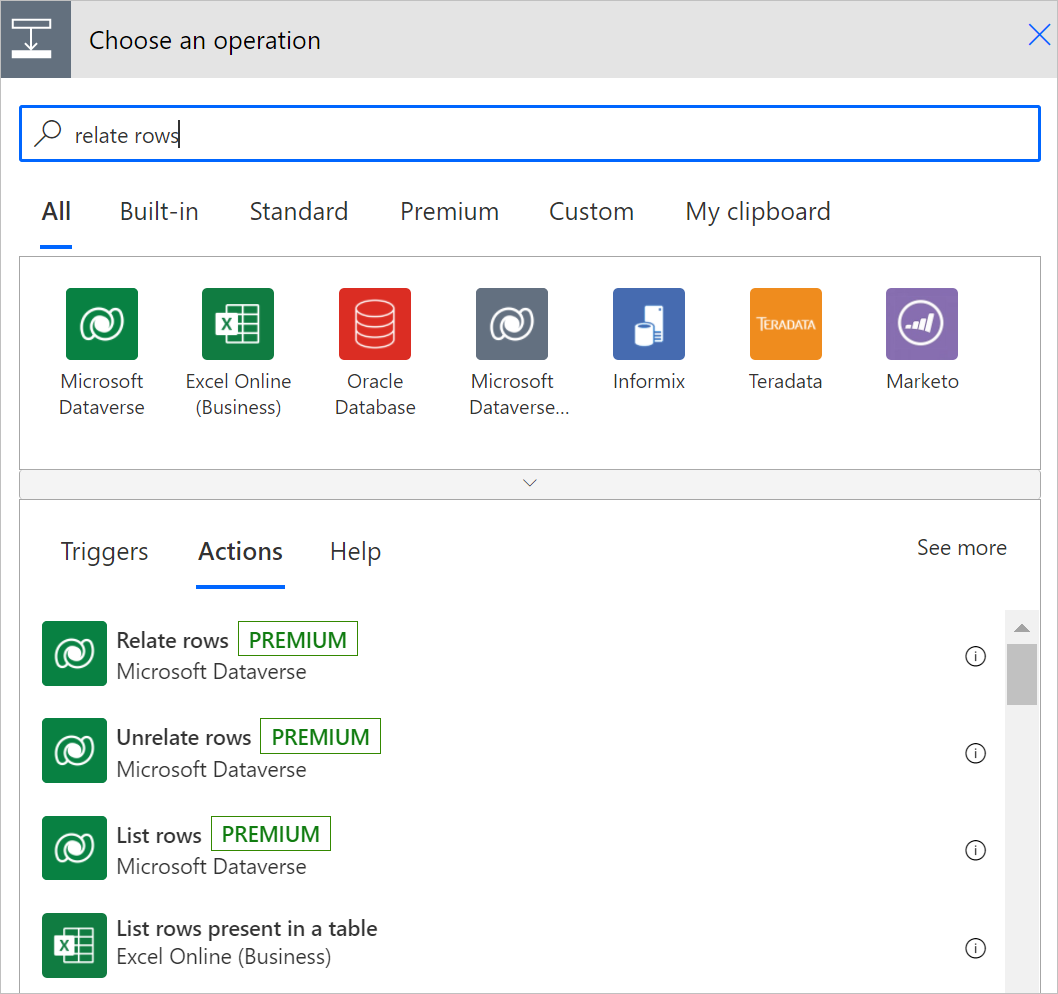 Choose an operation
relate rows
All Built-in Standard Premium Custom My clipboard
Microsoft Dataverse
Excel Online (Business)
Oracle Database
Microsoft Dataverse...
Informix
TERADATA
Teradata
Marketo
Triggers Actions Help See more
Relate rows PREMIUM
Microsoft Dataverse
Unrelate rows PREMIUM
Microsoft Dataverse
List rows PREMIUM
Microsoft Dataverse
List rows present in a table
Excel Online (Business)